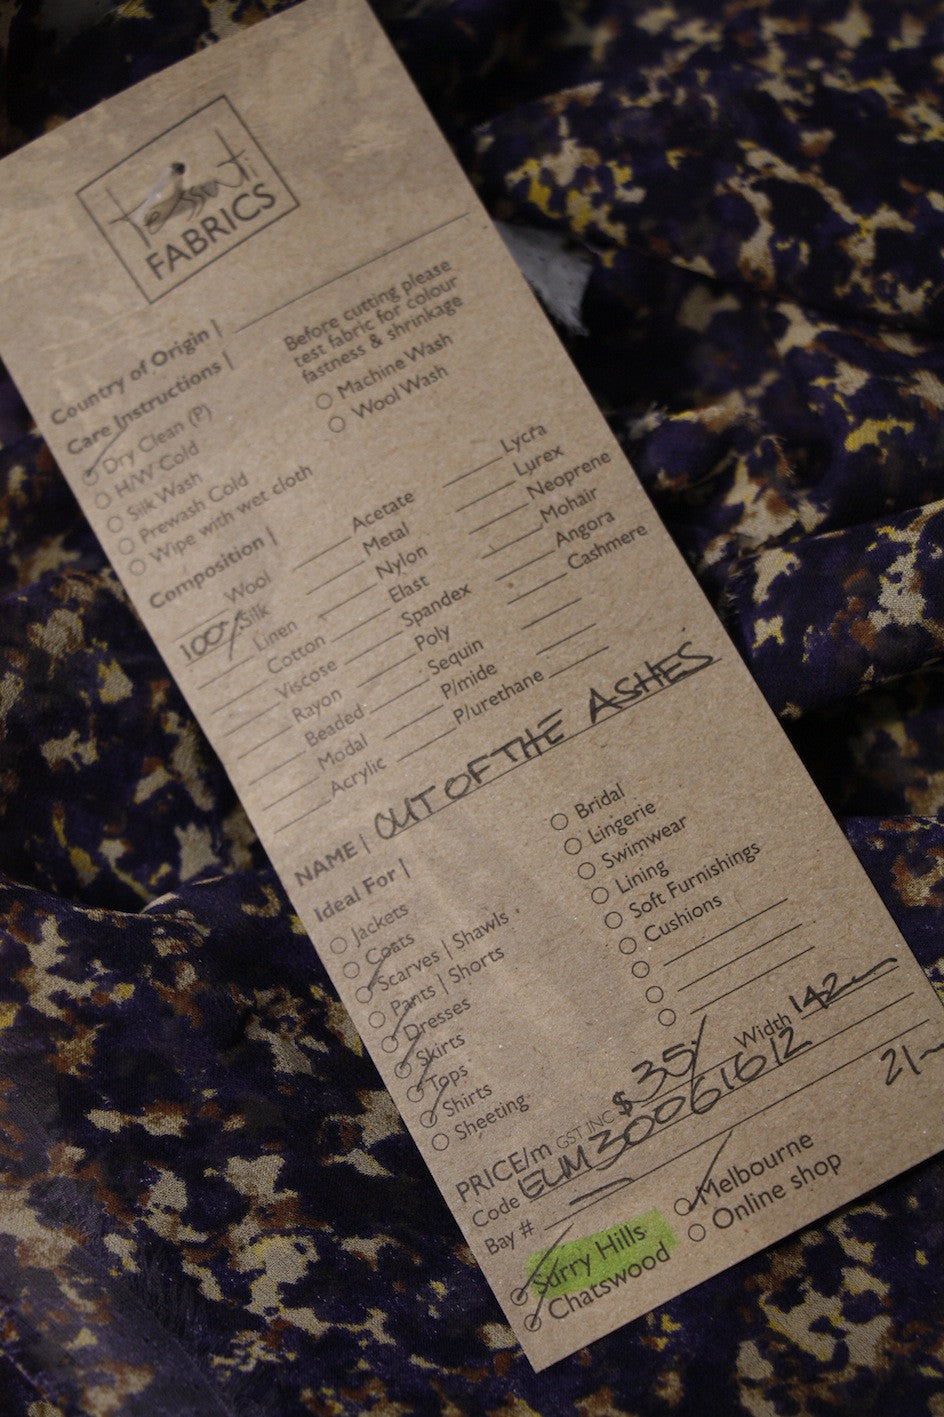 tessuti
FABRICS
Country of Origin |
Care Instructions |
Before cutting please
test fabric for colour
fastness & shrinkage
Dry Clean (P)
H/W Cold
Silk Wash
Prewash Cold
Wipe with wet cloth
Machine Wash
Wool Wash
Composition |
Wool
100% Silk
Linen
Cotton
Viscose
Rayon
Beaded
Modal
Acrylic
Acetate
Metal
Nylon
Elast
Spandex
Poly
Sequin
P/mide
P/urethane
Lycra
Lurex
Neoprene
Mohair
Angora
Cashmere
NAME | OUT OF THE ASHES
Ideal For |
Jackets
Coats
Scarves | Shawls
Pants | Shorts
Dresses
Skirts
Tops
Shirts
Sheeting
Bridal
Lingerie
Swimwear
Lining
Soft Furnishings
Cushions
PRICE/m GST INC $35/ Width 142
Code EUM30061612
Bay # 21
Surry Hills
Chatswood
Melbourne
Online shop